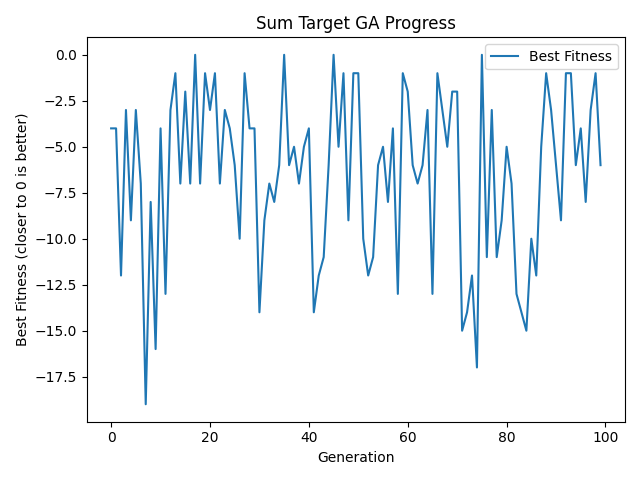 Sum Target GA Progress
Best Fitness
Best Fitness (closer to 0 is better)
0.0
−2.5
−5.0
−7.5
−10.0
−12.5
−15.0
−17.5
0 20 40 60 80 100
Generation